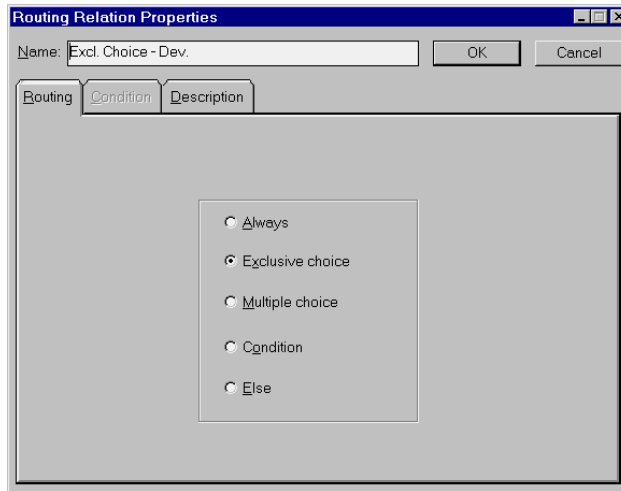 Routing Relation Properties
Name: Excl. Choice - Dev. OK Cancel
Routing Condition Description
Always
Exclusive choice
Multiple choice
Condition
Else